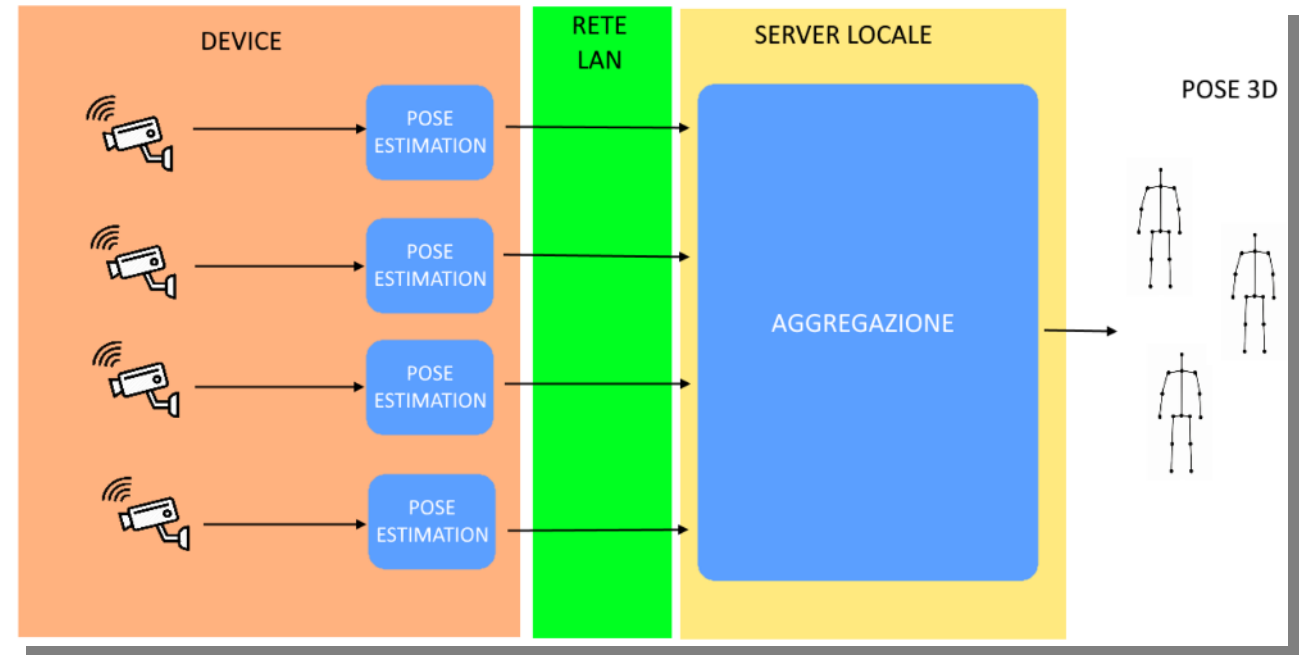 DEVICE
RETE
LAN
SERVER LOCALE
POSE 3D
POSE
ESTIMATION
POSE
ESTIMATION
POSE
ESTIMATION
POSE
ESTIMATION
AGGREGAZIONE